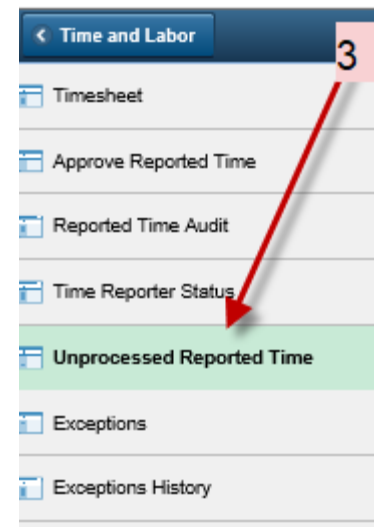 Time and Labor
3
Timesheet
Approve Reported Time
Reported Time Audit
Time Reporter Status
Unprocessed Reported Time
Exceptions
Exceptions History